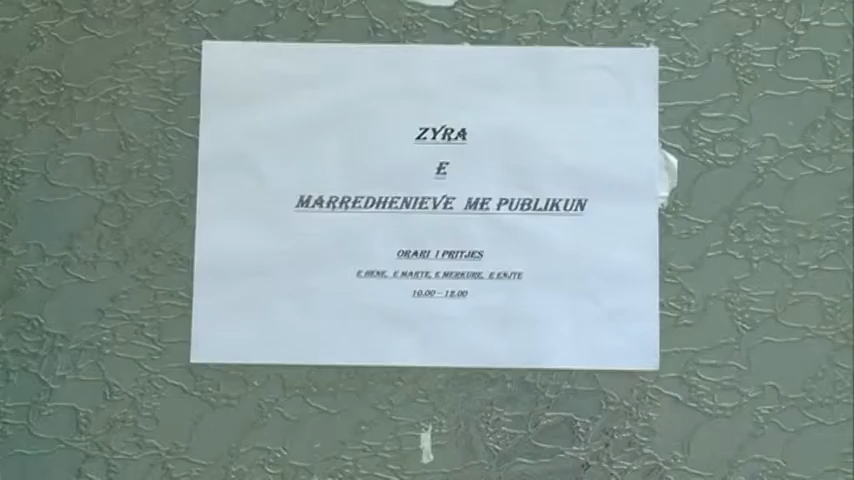 ZYRA
E
MARREDHENIEVE ME PUBLIKUN
ORARI I PRITJES
E HENE, E MARTE, E MERKURE, E ENJTE
10.00 – 12.00